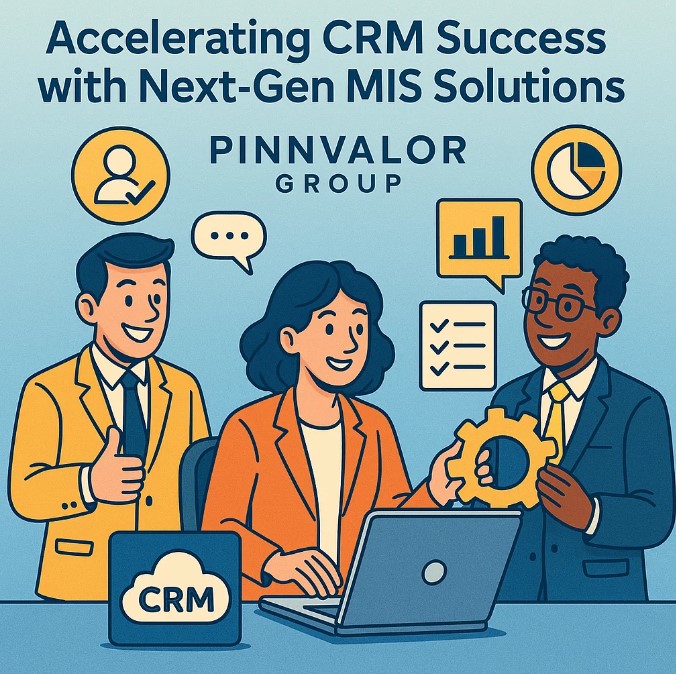 Accelerating CRM Success
with Next-Gen MIS Solutions
PINNVALOR
GROUP
CRM